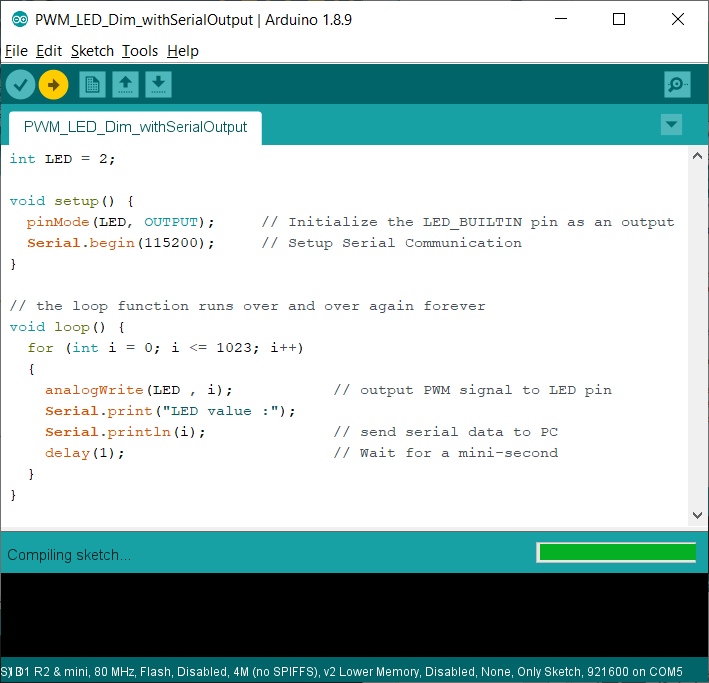 PWM_LED_Dim_withSerialOutput | Arduino 1.8.9
File Edit Sketch Tools Help
PWM_LED_Dim_withSerialOutput
int LED = 2;
void setup() {
pinMode(LED, OUTPUT); // Initialize the LED_BUILTIN pin as an output
Serial.begin(115200); // Setup Serial Communication
}
// the loop function runs over and over again forever
void loop() {
for (int i = 0; i <= 1023; i++)
{
analogWrite(LED , i); // output PWM signal to LED pin
Serial.print("LED value :");
Serial.println(i); // send serial data to PC
delay(1); // Wait for a mini-second
}
}
Compiling sketch...
R2 & mini, 80 MHz, Flash, Disabled, 4M (no SPIFFS), v2 Lower Memory, Disabled, None, Only Sketch, 921600 on COM5